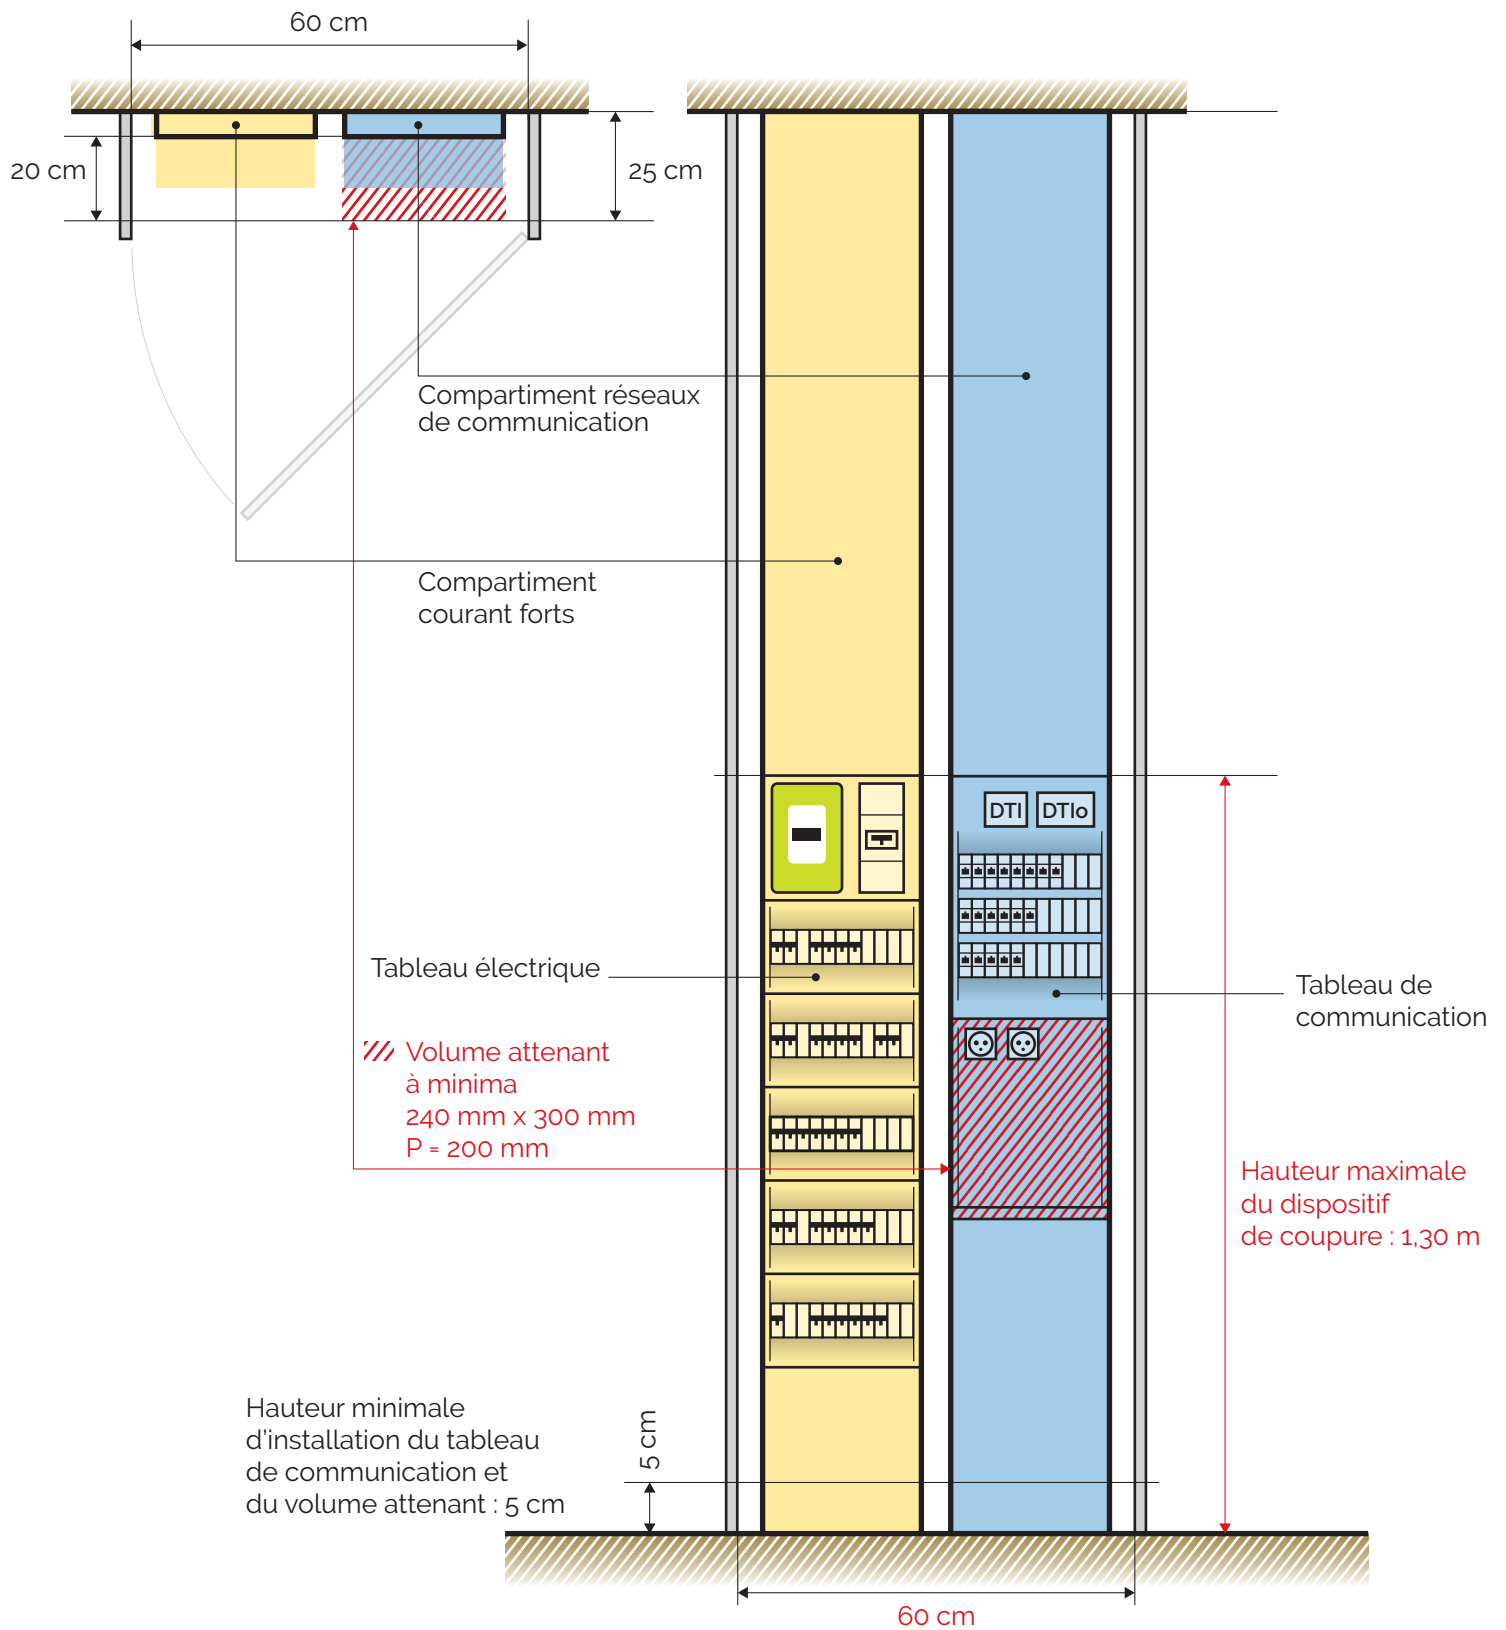 60 cm
20 cm
25 cm
Compartiment réseaux
de communication
Compartiment
courant forts
DTI
DTIo
Tableau électrique
Tableau de
communication
Volume attenant
à minima
240 mm x 300 mm
P = 200 mm
Hauteur maximale
du dispositif
de coupure : 1,30 m
Hauteur minimale
d'installation du tableau
de communication et
du volume attenant : 5 cm
5 cm
60 cm